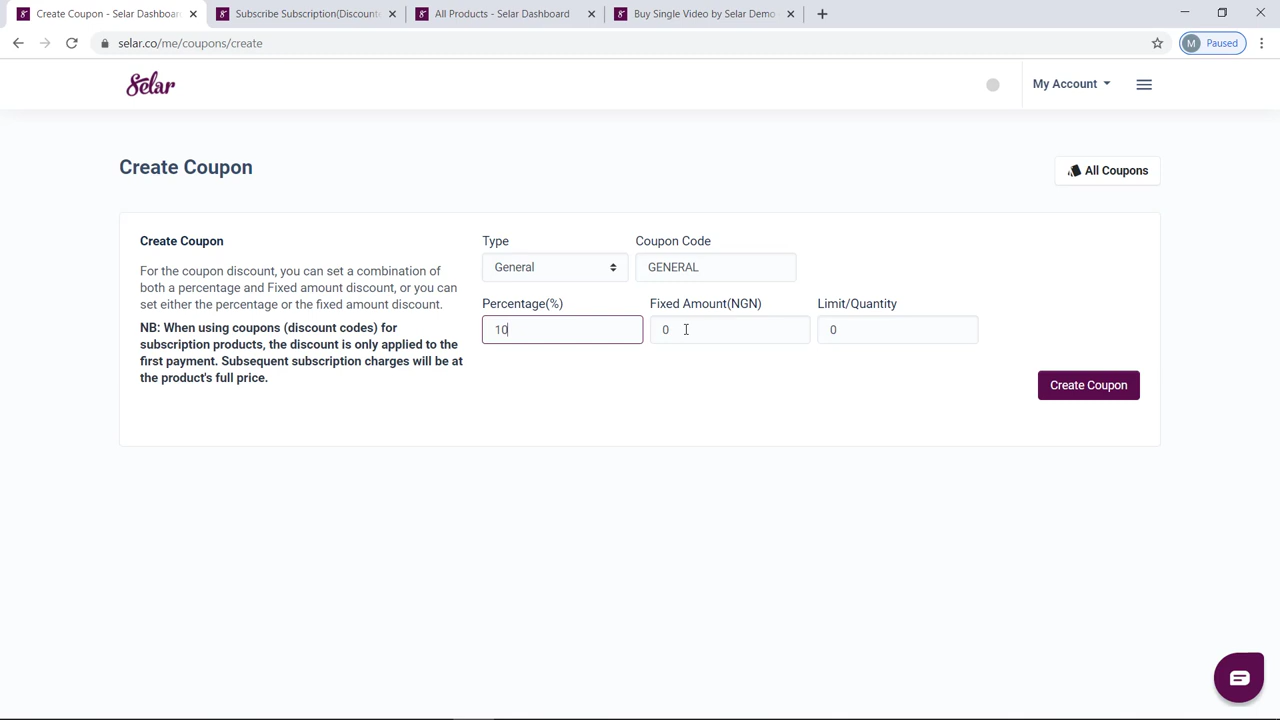 Create Coupon - Selar Dashboar
Subscribe Subscription(Discount
All Products - Selar Dashboard
Buy Single Video by Selar Demo
selar.co/me/coupons/create
M Paused
Selar
My Account
Create Coupon
All Coupons
Create Coupon
For the coupon discount, you can set a combination of
both a percentage and Fixed amount discount, or you can
set either the percentage or the fixed amount discount.
NB: When using coupons (discount codes) for
subscription products, the discount is only applied to the
first payment. Subsequent subscription charges will be at
the product's full price.
Type
Coupon Code
General
GENERAL
Percentage(%)
Fixed Amount(NGN)
Limit/Quantity
10
0
0
Create Coupon